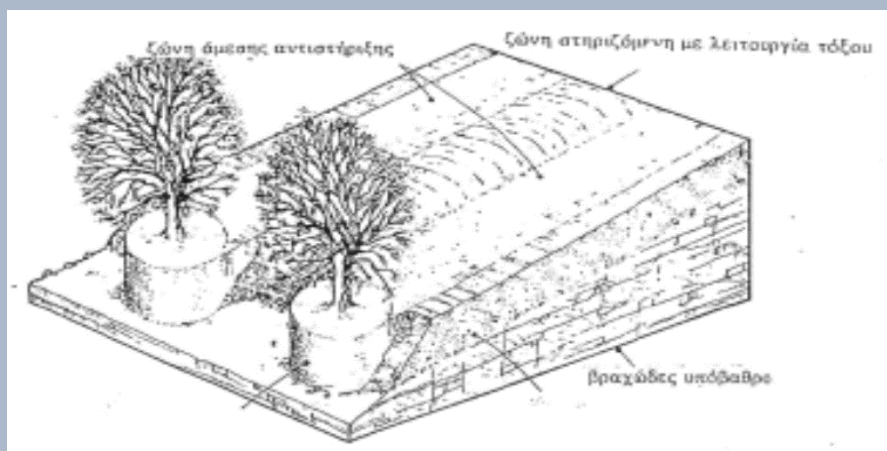 ζώνη άμεσης αντιστήριξης
ζώνη στηριζόμενη με λειτουργία τόξου
βραχώδες υπόβαθρο